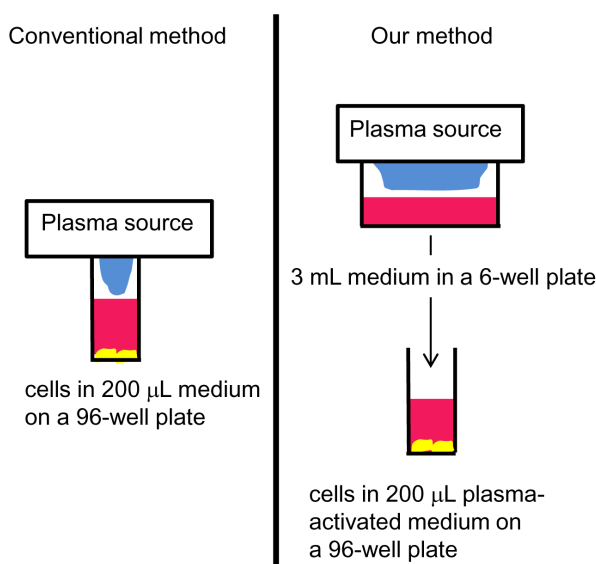 Conventional method
Plasma source
cells in 200 μL medium
on a 96-well plate
Our method
Plasma source
3 mL medium in a 6-well plate
cells in 200 μL plasma-
activated medium on
a 96-well plate